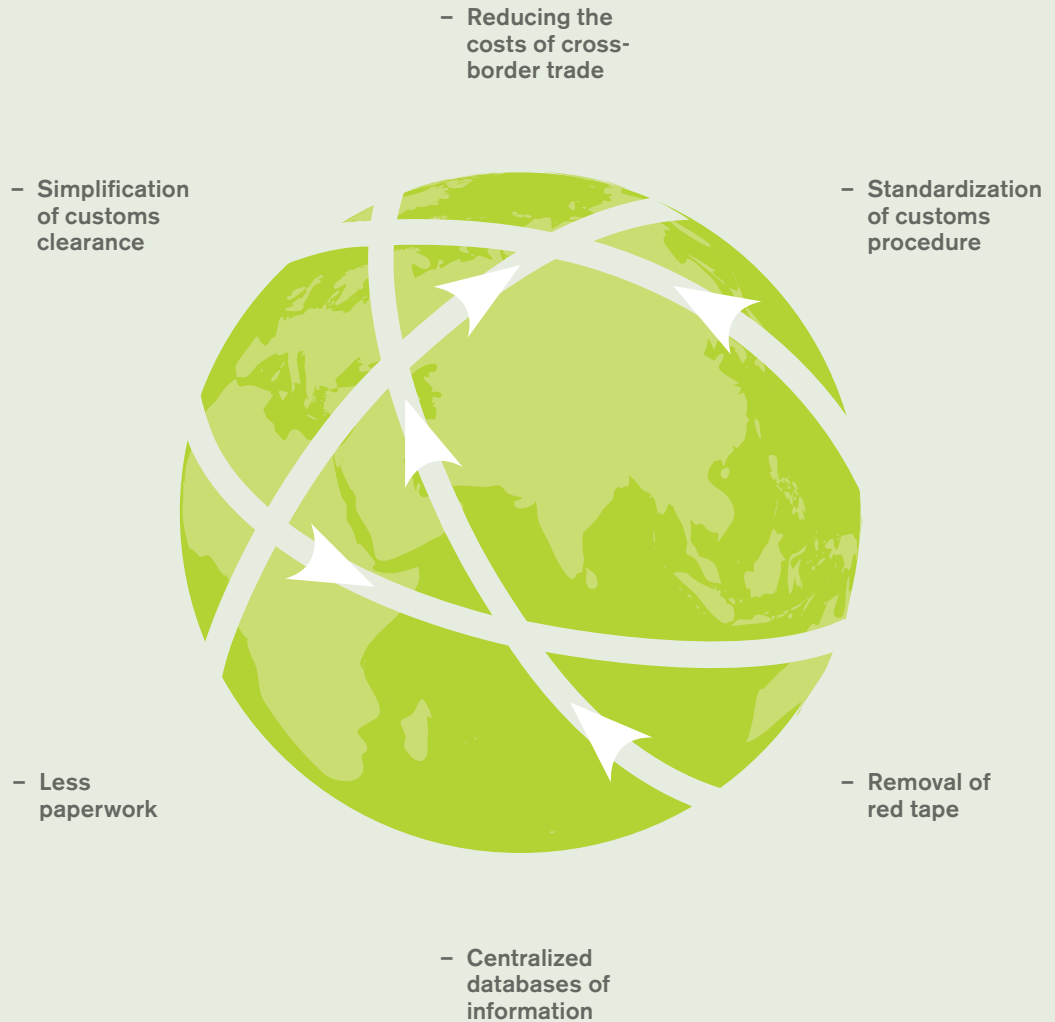 – Reducing the
costs of cross-
border trade
– Simplification
of customs
clearance
– Standardization
of customs
procedure
– Less
paperwork
– Removal of
red tape
– Centralized
databases of
information